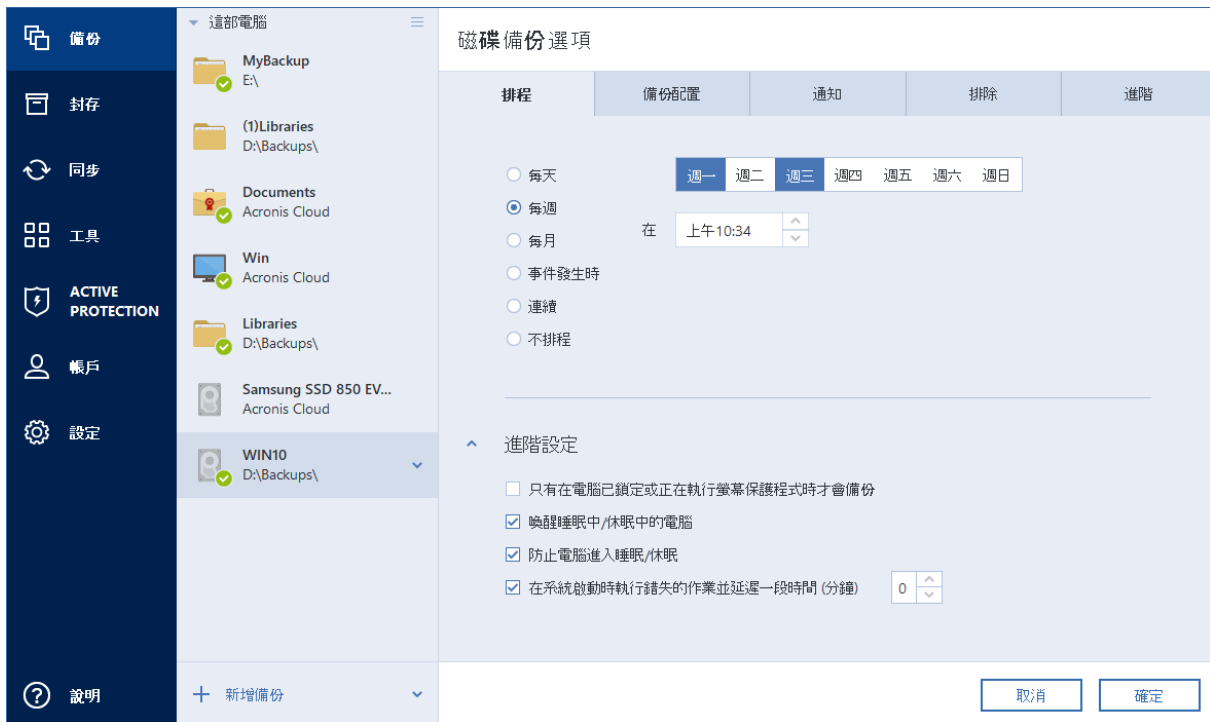 備份
封存
同步
工具
ACTIVE
PROTECTION
帳戶
設定
說明
這部電腦
MyBackup
E:\
(1)Libraries
D:\Backups\
Documents
Acronis Cloud
Win
Acronis Cloud
Libraries
D:\Backups\
Samsung SSD 850 EV...
Acronis Cloud
WIN10
D:\Backups\
新增備份
磁碟備份選項
排程 備份配置 通知 排除 進階
每天
每週
每月
事件發生時
連續
不排程
週一 週二 週三 週四 週五 週六 週日
在 上午10:34
進階設定
只有在電腦已鎖定或正在執行螢幕保護程式時才會備份
喚醒睡眠中/休眠中的電腦
防止電腦進入睡眠/休眠
在系統啟動時執行錯失的作業並延遲一段時間 (分鐘) 0
取消 確定